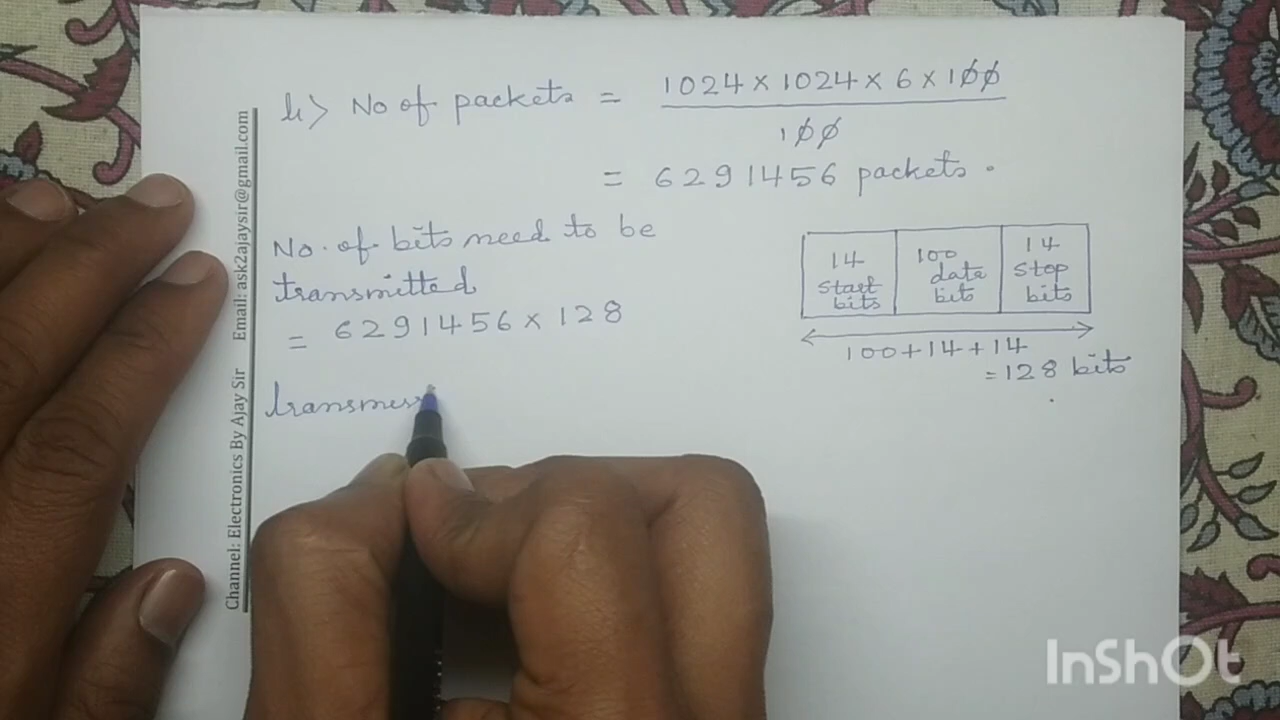 ii> No of packets = 1024 x 1024 x 6 x 100
100
= 6291456 packets.
No. of bits need to be
transmitted
= 6291456 x 128
14
start
bits
100
data
bits
14
stop
bits
100+14+14
=128 bits
Channel: Electronics By Ajay Sir Email: ask2ajaysir@gmail.com
InShOt